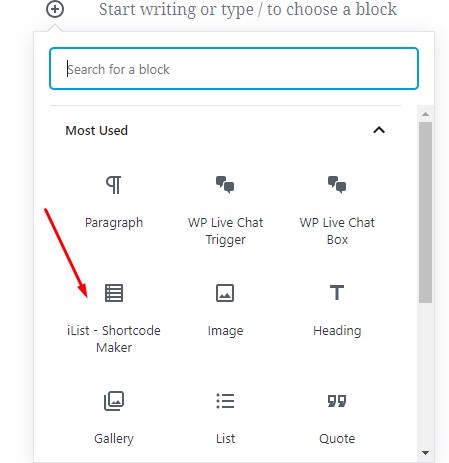 Start writing or type / to choose a block
Search for a block
Most Used
Paragraph
WP Live Chat
Trigger
WP Live Chat
Box
iList - Shortcode
Maker
Image
Heading
Gallery
List
Quote